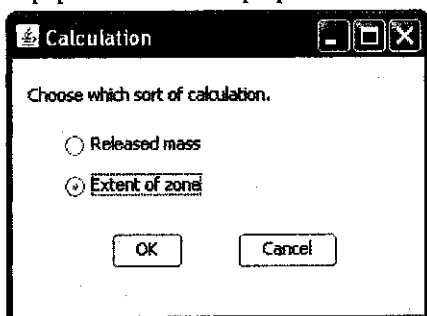 Calculation
Choose which sort of calculation.
Released mass
Extent of zone
OK
Cancel